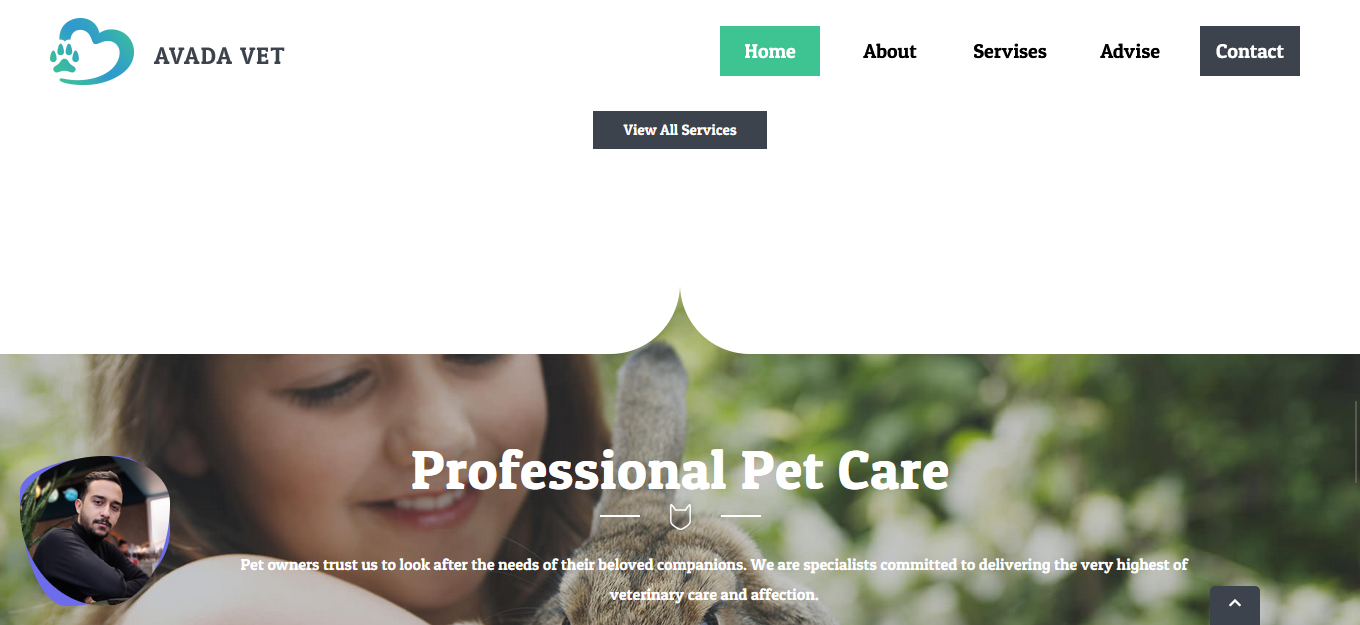 AVADA VET
Home About Servises Advise Contact
View All Services
Professional Pet Care
Pet owners trust us to look after the needs of their beloved companions. We are specialists committed to delivering the very highest of
veterinary care and affection.